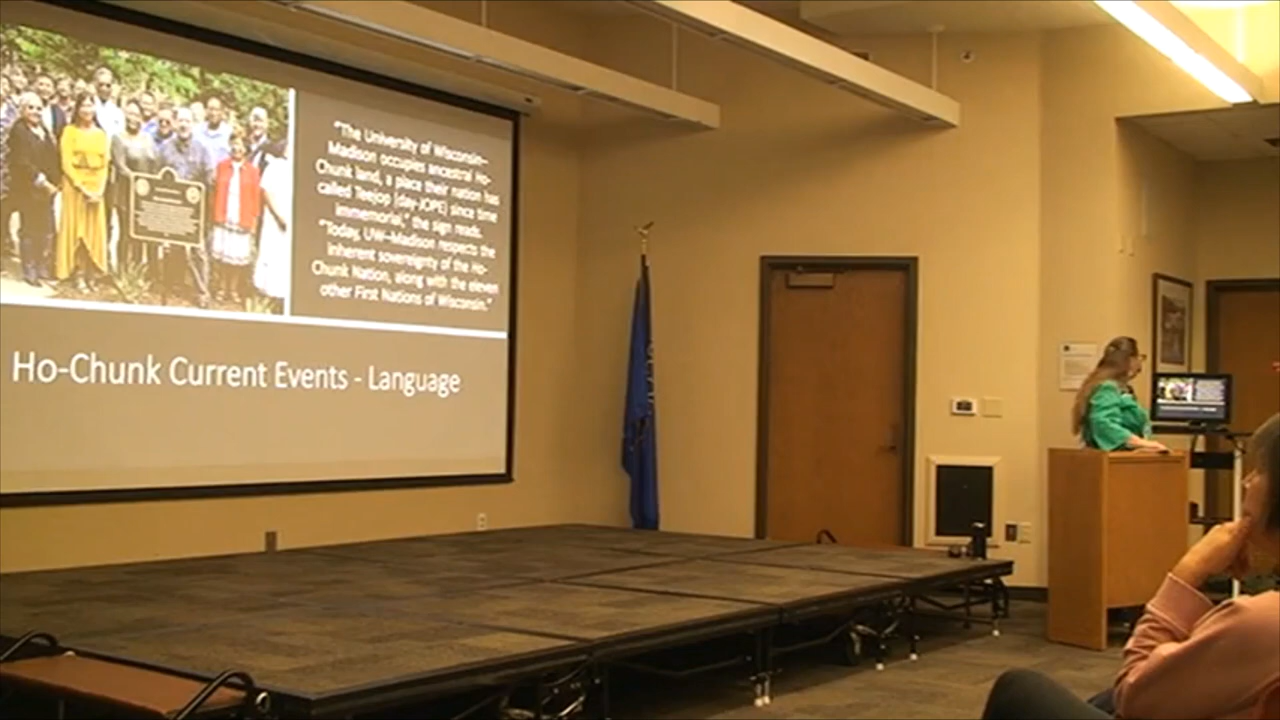 "The University of Wisconsin–
Madison occupies ancestral Ho-
Chunk land, a place their nation has
called Teejop (day-JOPE) since time
immemorial," the sign reads.
"Today, UW–Madison respects the
inherent sovereignty of the Ho-
Chunk Nation, along with the eleven
other First Nations of Wisconsin."
Ho-Chunk Current Events - Language